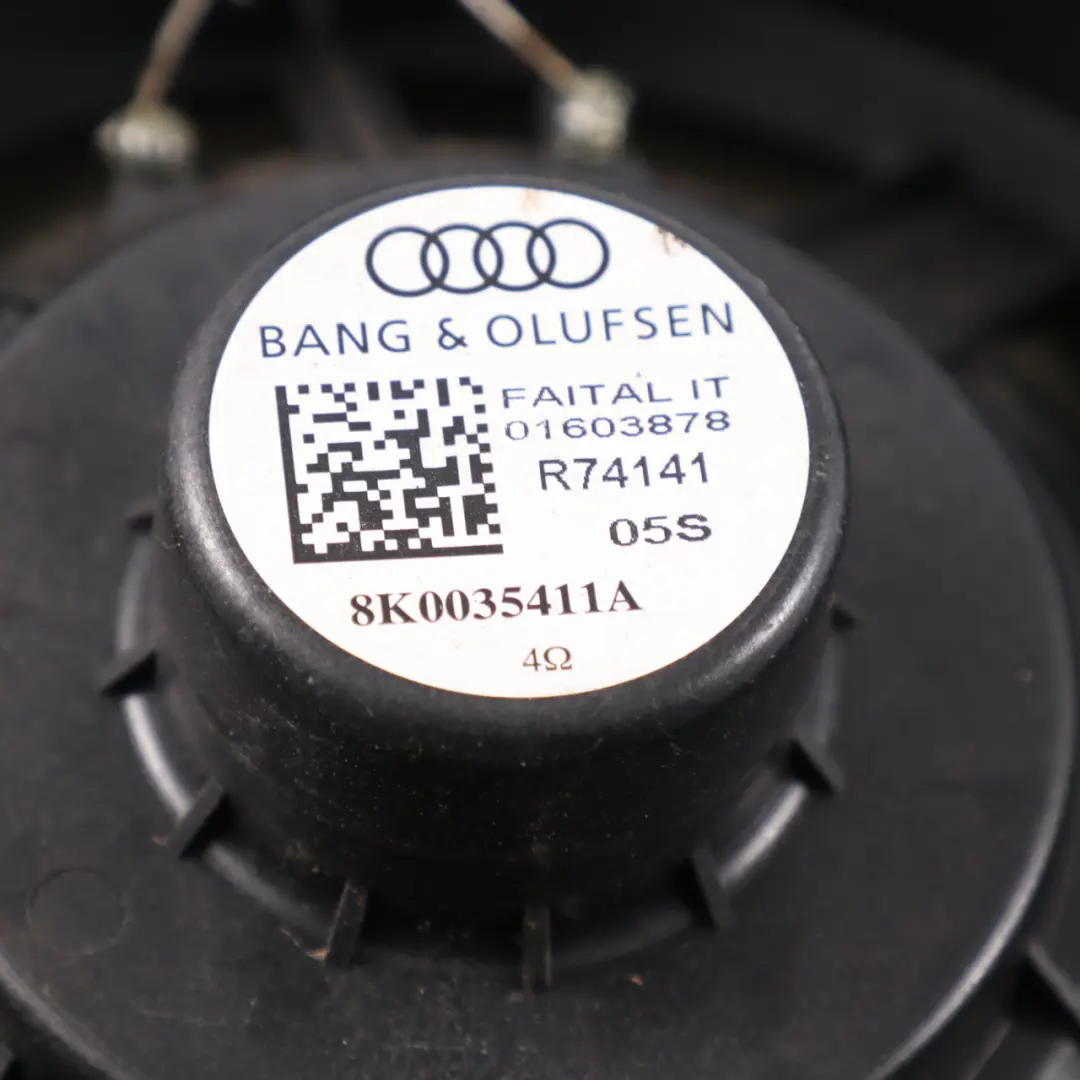 BANG & OLUFSEN
FAITAL IT
01603878
R74141
05S
8K0035411A
4Ω